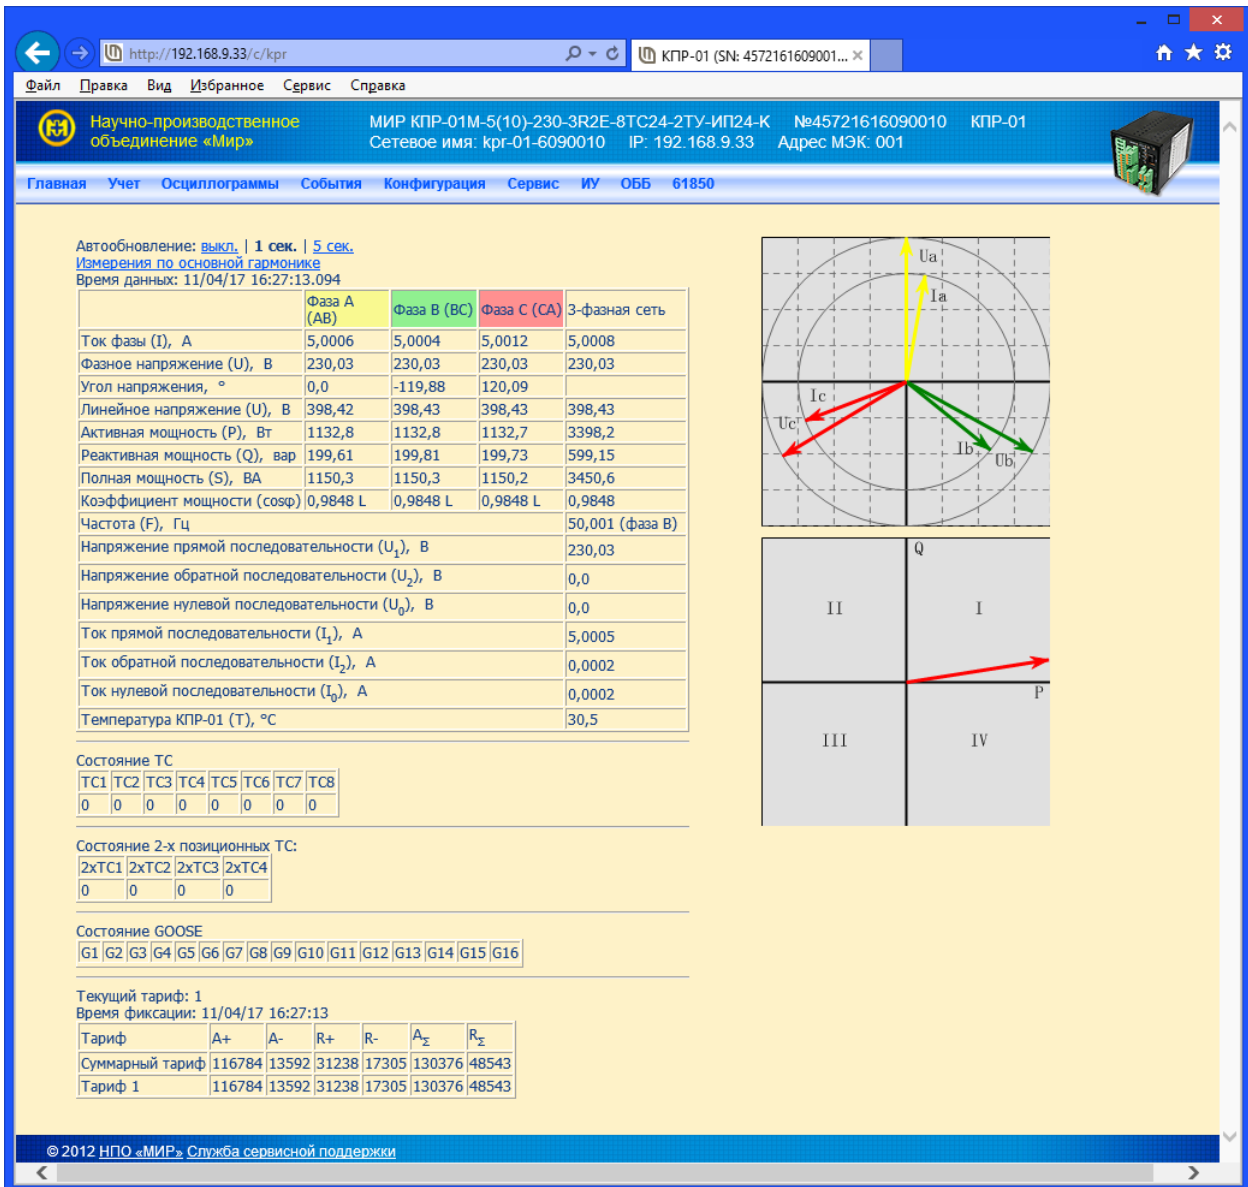 http://192.168.9.33/c/kpr
КПР-01 (SN: 4572161609001...
Файл Правка Вид Избранное Сервис Справка
Научно-производственное объединение «Мир»
МИР КПР-01М-5(10)-230-3R2E-8ТС24-2ТУ-ИП24-К №45721616090010 КПР-01
Сетевое имя: kpr-01-6090010 IP: 192.168.9.33 Адрес МЭК: 001
Главная Учет Осциллограммы События Конфигурация Сервис ИУ ОББ 61850
Автообновление: выкл. | 1 сек. | 5 сек.
Измерения по основной гармонике
Время данных: 11/04/17 16:27:13.094
Фаза А (АВ) Фаза В (ВС) Фаза С (СА) 3-фазная сеть
Ток фазы (I), А 5,0006 5,0004 5,0012 5,0008
Фазное напряжение (U), В 230,03 230,03 230,03 230,03
Угол напряжения, ° 0,0 -119,88 120,09
Линейное напряжение (U), В 398,42 398,43 398,43 398,43
Активная мощность (P), Вт 1132,8 1132,8 1132,7 3398,2
Реактивная мощность (Q), вар 199,61 199,81 199,73 599,15
Полная мощность (S), ВА 1150,3 1150,3 1150,2 3450,6
Коэффициент мощности (cosφ) 0,9848 L 0,9848 L 0,9848 L 0,9848
Частота (F), Гц 50,001 (фаза В)
Напряжение прямой последовательности (U1), В 230,03
Напряжение обратной последовательности (U2), В 0,0
Напряжение нулевой последовательности (U0), В 0,0
Ток прямой последовательности (I1), А 5,0005
Ток обратной последовательности (I2), А 0,0002
Ток нулевой последовательности (I0), А 0,0002
Температура КПР-01 (Т), °С 30,5
Состояние ТС
ТС1 ТС2 ТС3 ТС4 ТС5 ТС6 ТС7 ТС8
0 0 0 0 0 0 0 0
Состояние 2-х позиционных ТС:
2хТС1 2хТС2 2хТС3 2хТС4
0 0 0 0
Состояние GOOSE
G1 G2 G3 G4 G5 G6 G7 G8 G9 G10 G11 G12 G13 G14 G15 G16
Текущий тариф: 1
Время фиксации: 11/04/17 16:27:13
Тариф A+ A- R+ R- AΣ RΣ
Суммарный тариф 116784 13592 31238 17305 130376 48543
Тариф 1 116784 13592 31238 17305 130376 48543
Ua
Ia
Ic
Uc
Ib
Ub
Q
II I
P
III IV
© 2012 НПО «МИР» Служба сервисной поддержки